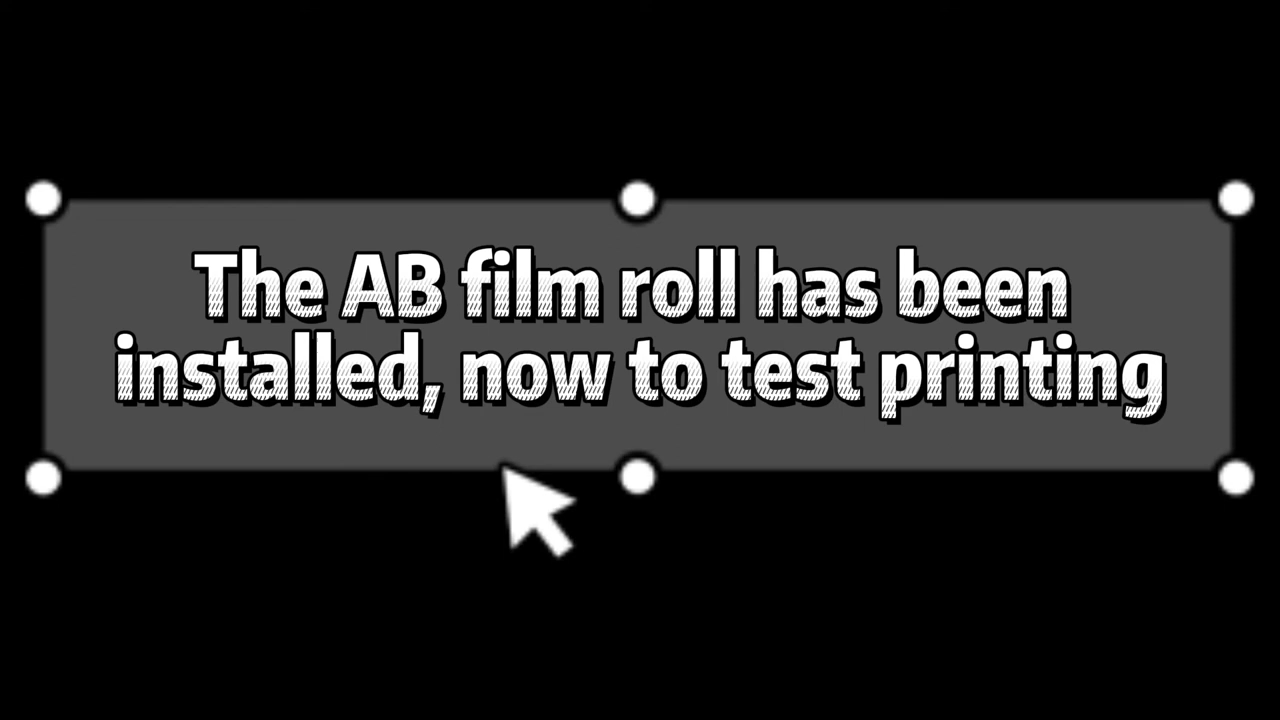 The AB film roll has been
installed, now to test printing